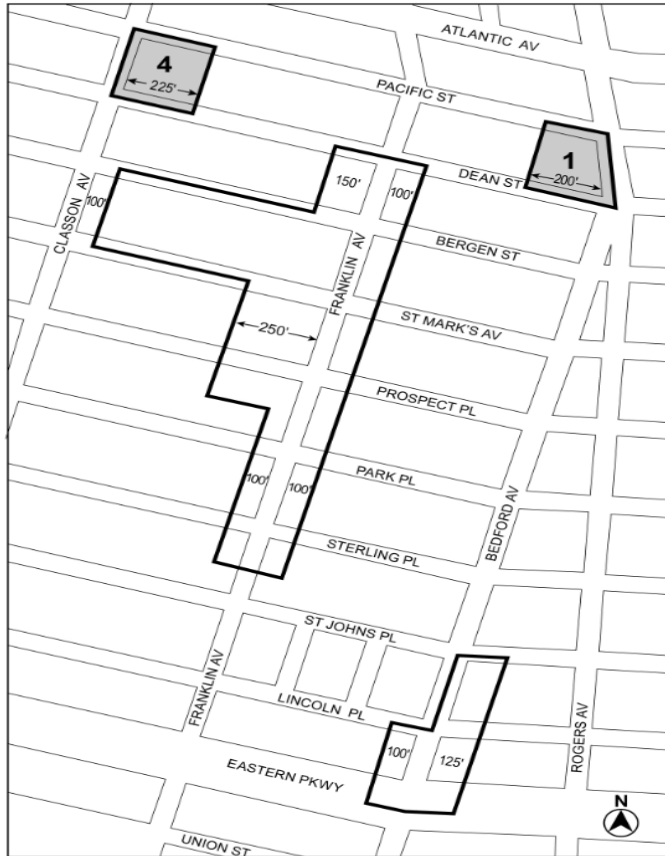 ATLANTIC AV
4
225'
PACIFIC ST
1
200'
DEAN ST
150'
100'
100'
CLASSON AV
BERGEN ST
FRANKLIN AV
ST MARK'S AV
250'
PROSPECT PL
PARK PL
100'
100'
BEDFORD AV
STERLING PL
ST JOHNS PL
FRANKLIN AV
LINCOLN PL
ROGERS AV
100'
125'
EASTERN PKWY
N
UNION ST